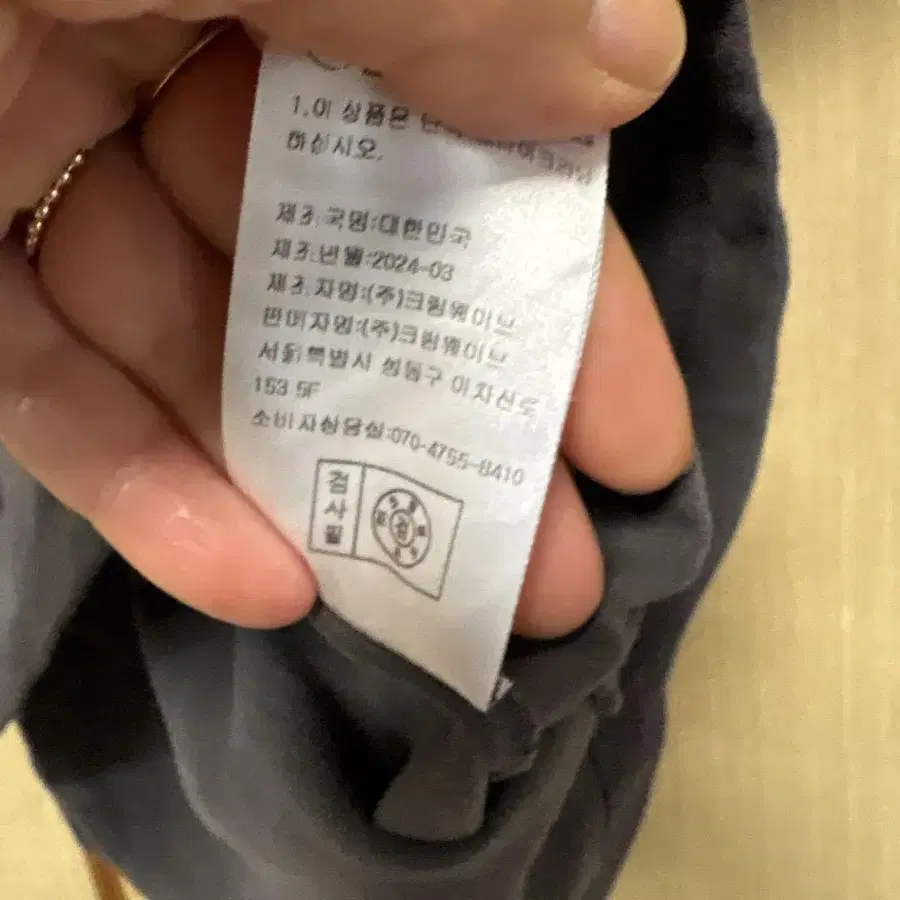 1.이 상품은
하십시오.
제조국명:대한민국
제조년월:2024-03
제조자명:(주)크림웨이브
판매자명:(주)크림웨이브
서울특별시 성동구 아차산로
153 5F
소비자상담실:070-4755-8410
검사필
검